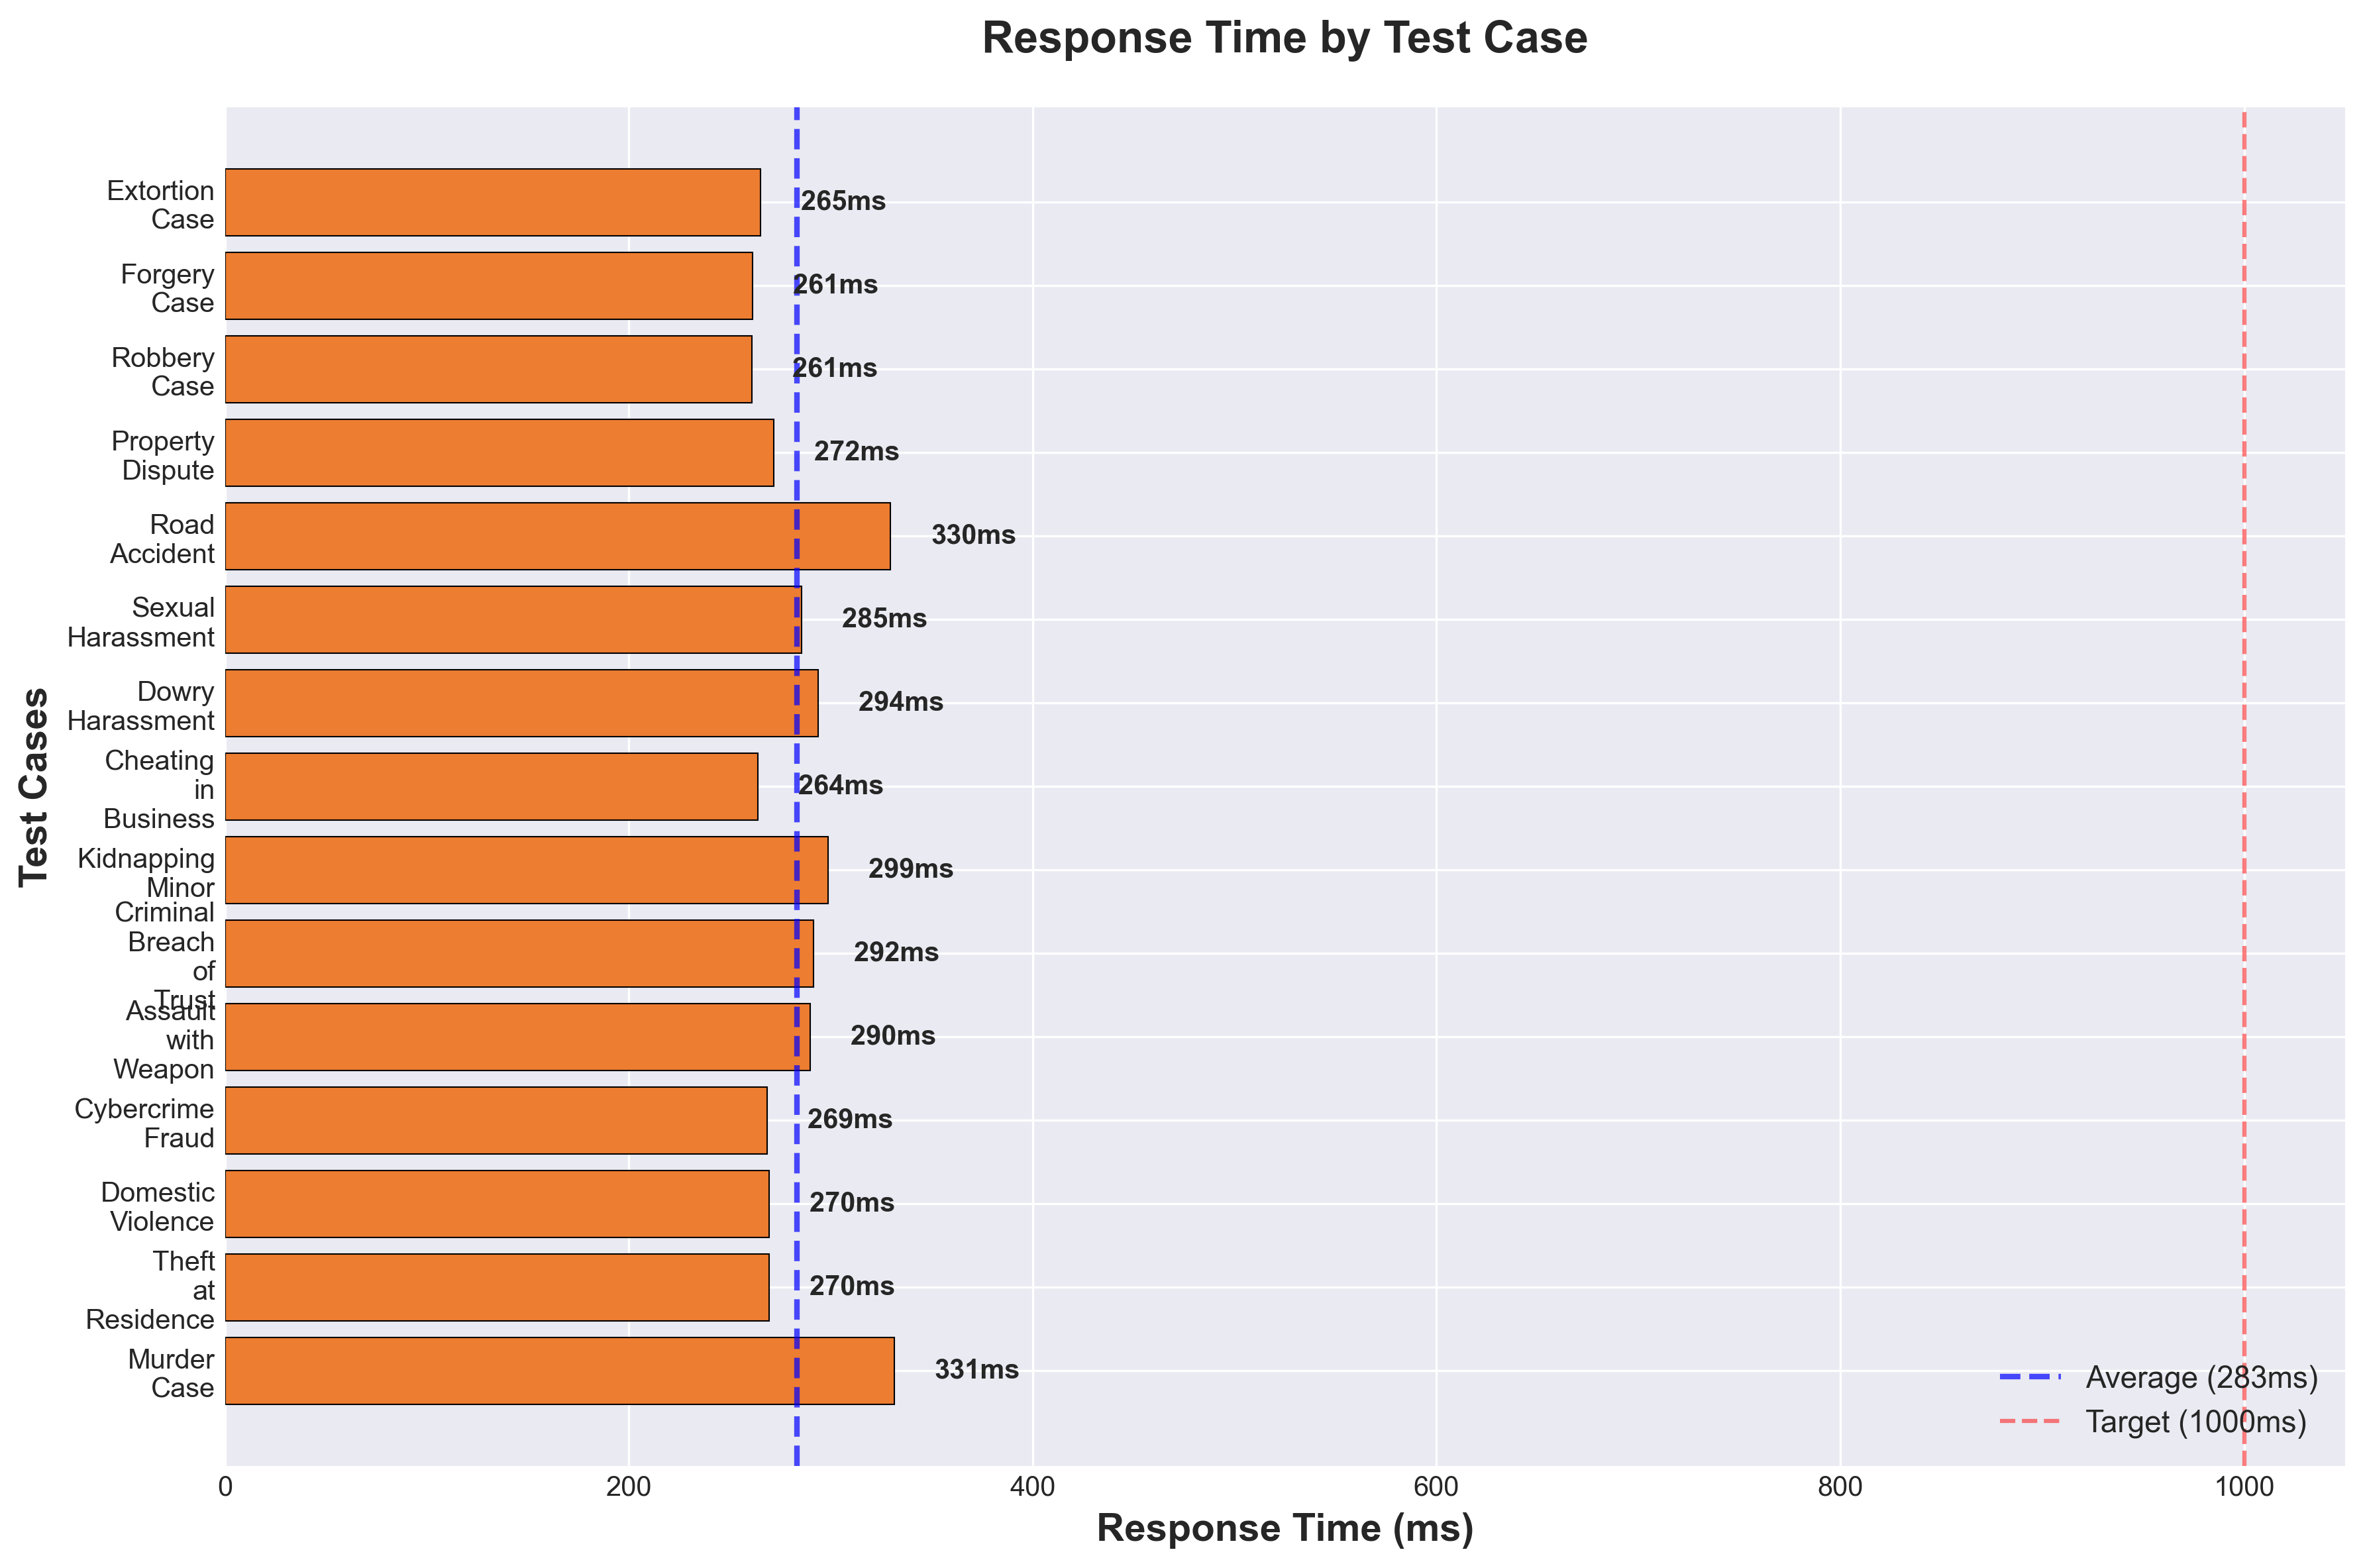 Response Time by Test Case
Test Cases
Extortion
Case
265ms
Forgery
Case
261ms
Robbery
Case
261ms
Property
Dispute
272ms
Road
Accident
330ms
Sexual
Harassment
285ms
Dowry
Harassment
294ms
Cheating
in
Business
264ms
Kidnapping
Minor
299ms
Criminal
Breach
of
Trust
292ms
Assault
with
Weapon
290ms
Cybercrime
Fraud
269ms
Domestic
Violence
270ms
Theft
at
Residence
270ms
Murder
Case
331ms
Average (283ms)
Target (1000ms)
0 200 400 600 800 1000
Response Time (ms)